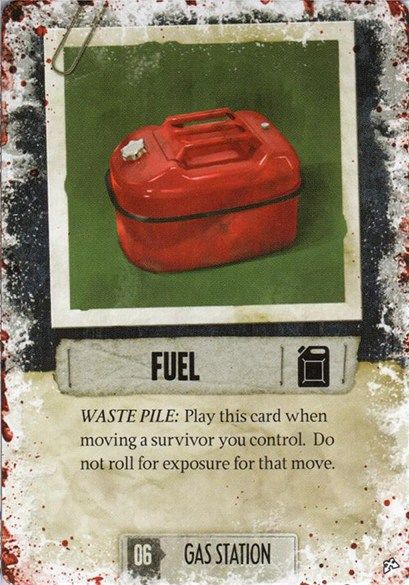 FUEL
WASTE PILE: Play this card when
moving a survivor you control. Do
not roll for exposure for that move.
06 GAS STATION